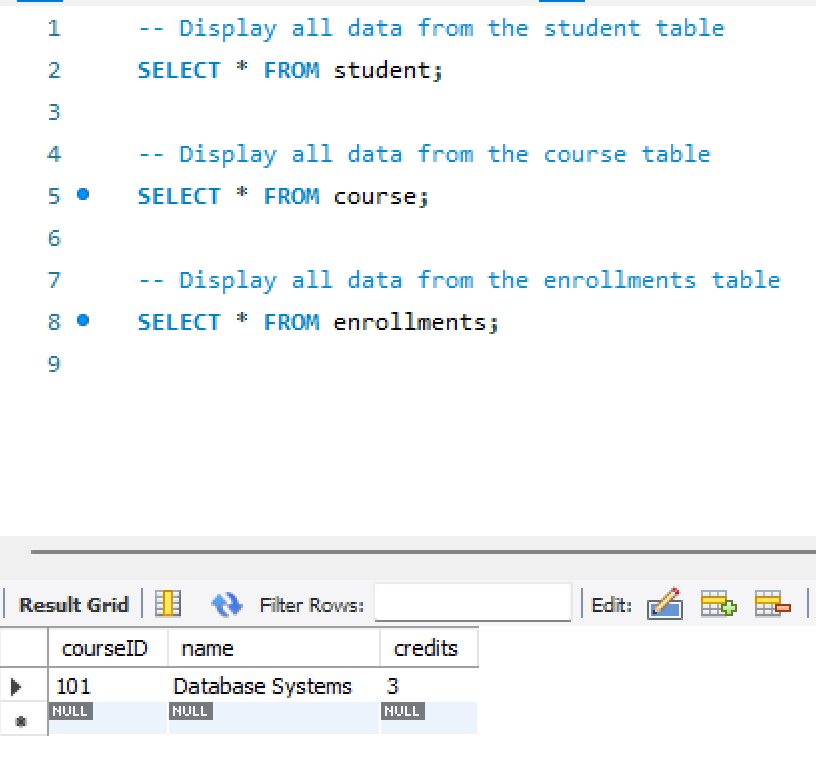 1 -- Display all data from the student table
2 SELECT * FROM student;
3
4 -- Display all data from the course table
5 SELECT * FROM course;
6
7 -- Display all data from the enrollments table
8 SELECT * FROM enrollments;
9
Result Grid Filter Rows: Edit:
courseID name credits
101 Database Systems 3
NULL NULL NULL